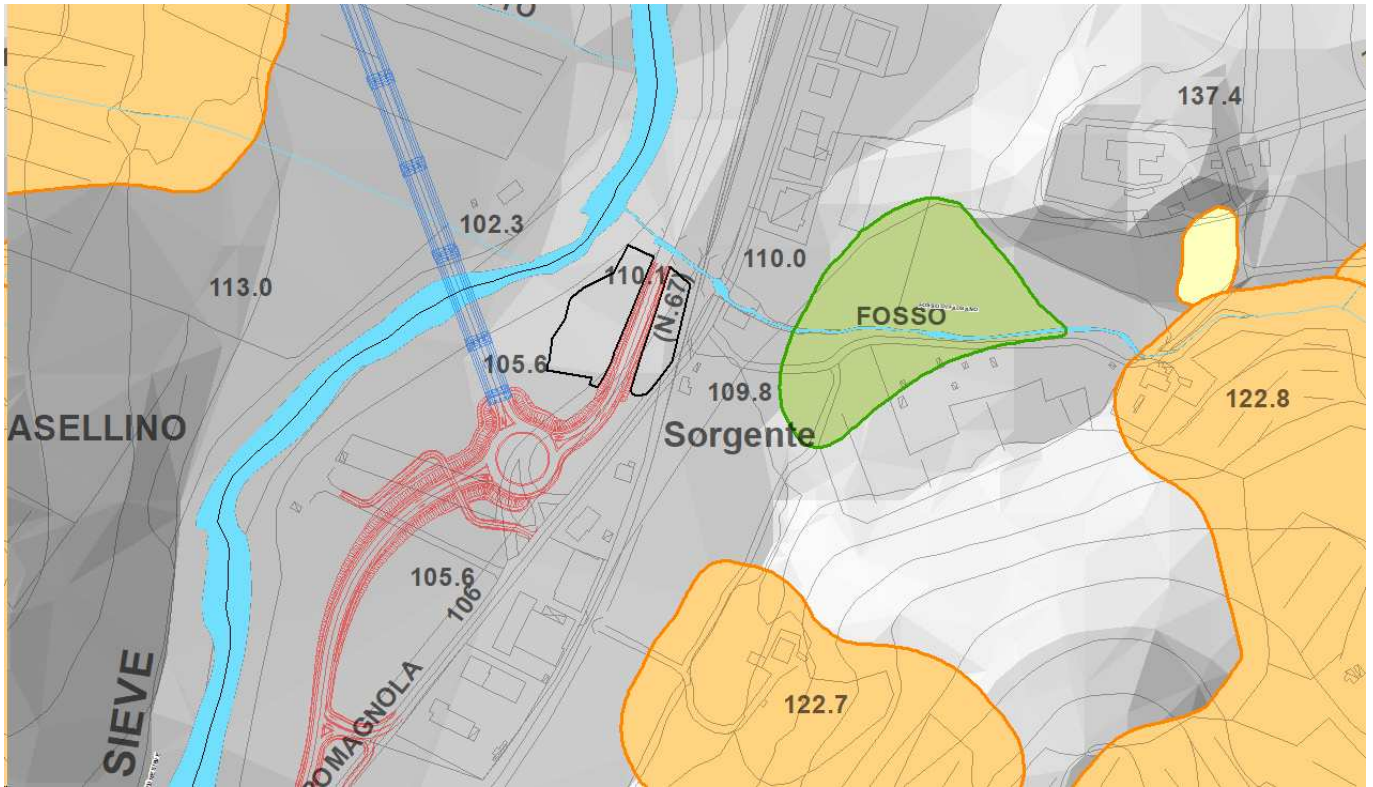 137.4
102.3
110.1
110.0
113.0
(N.67)
FOSSO
105.6
109.8
122.8
ASELLINO
Sorgente
105.6
106
122.7
SIEVE
ROMAGNOLA